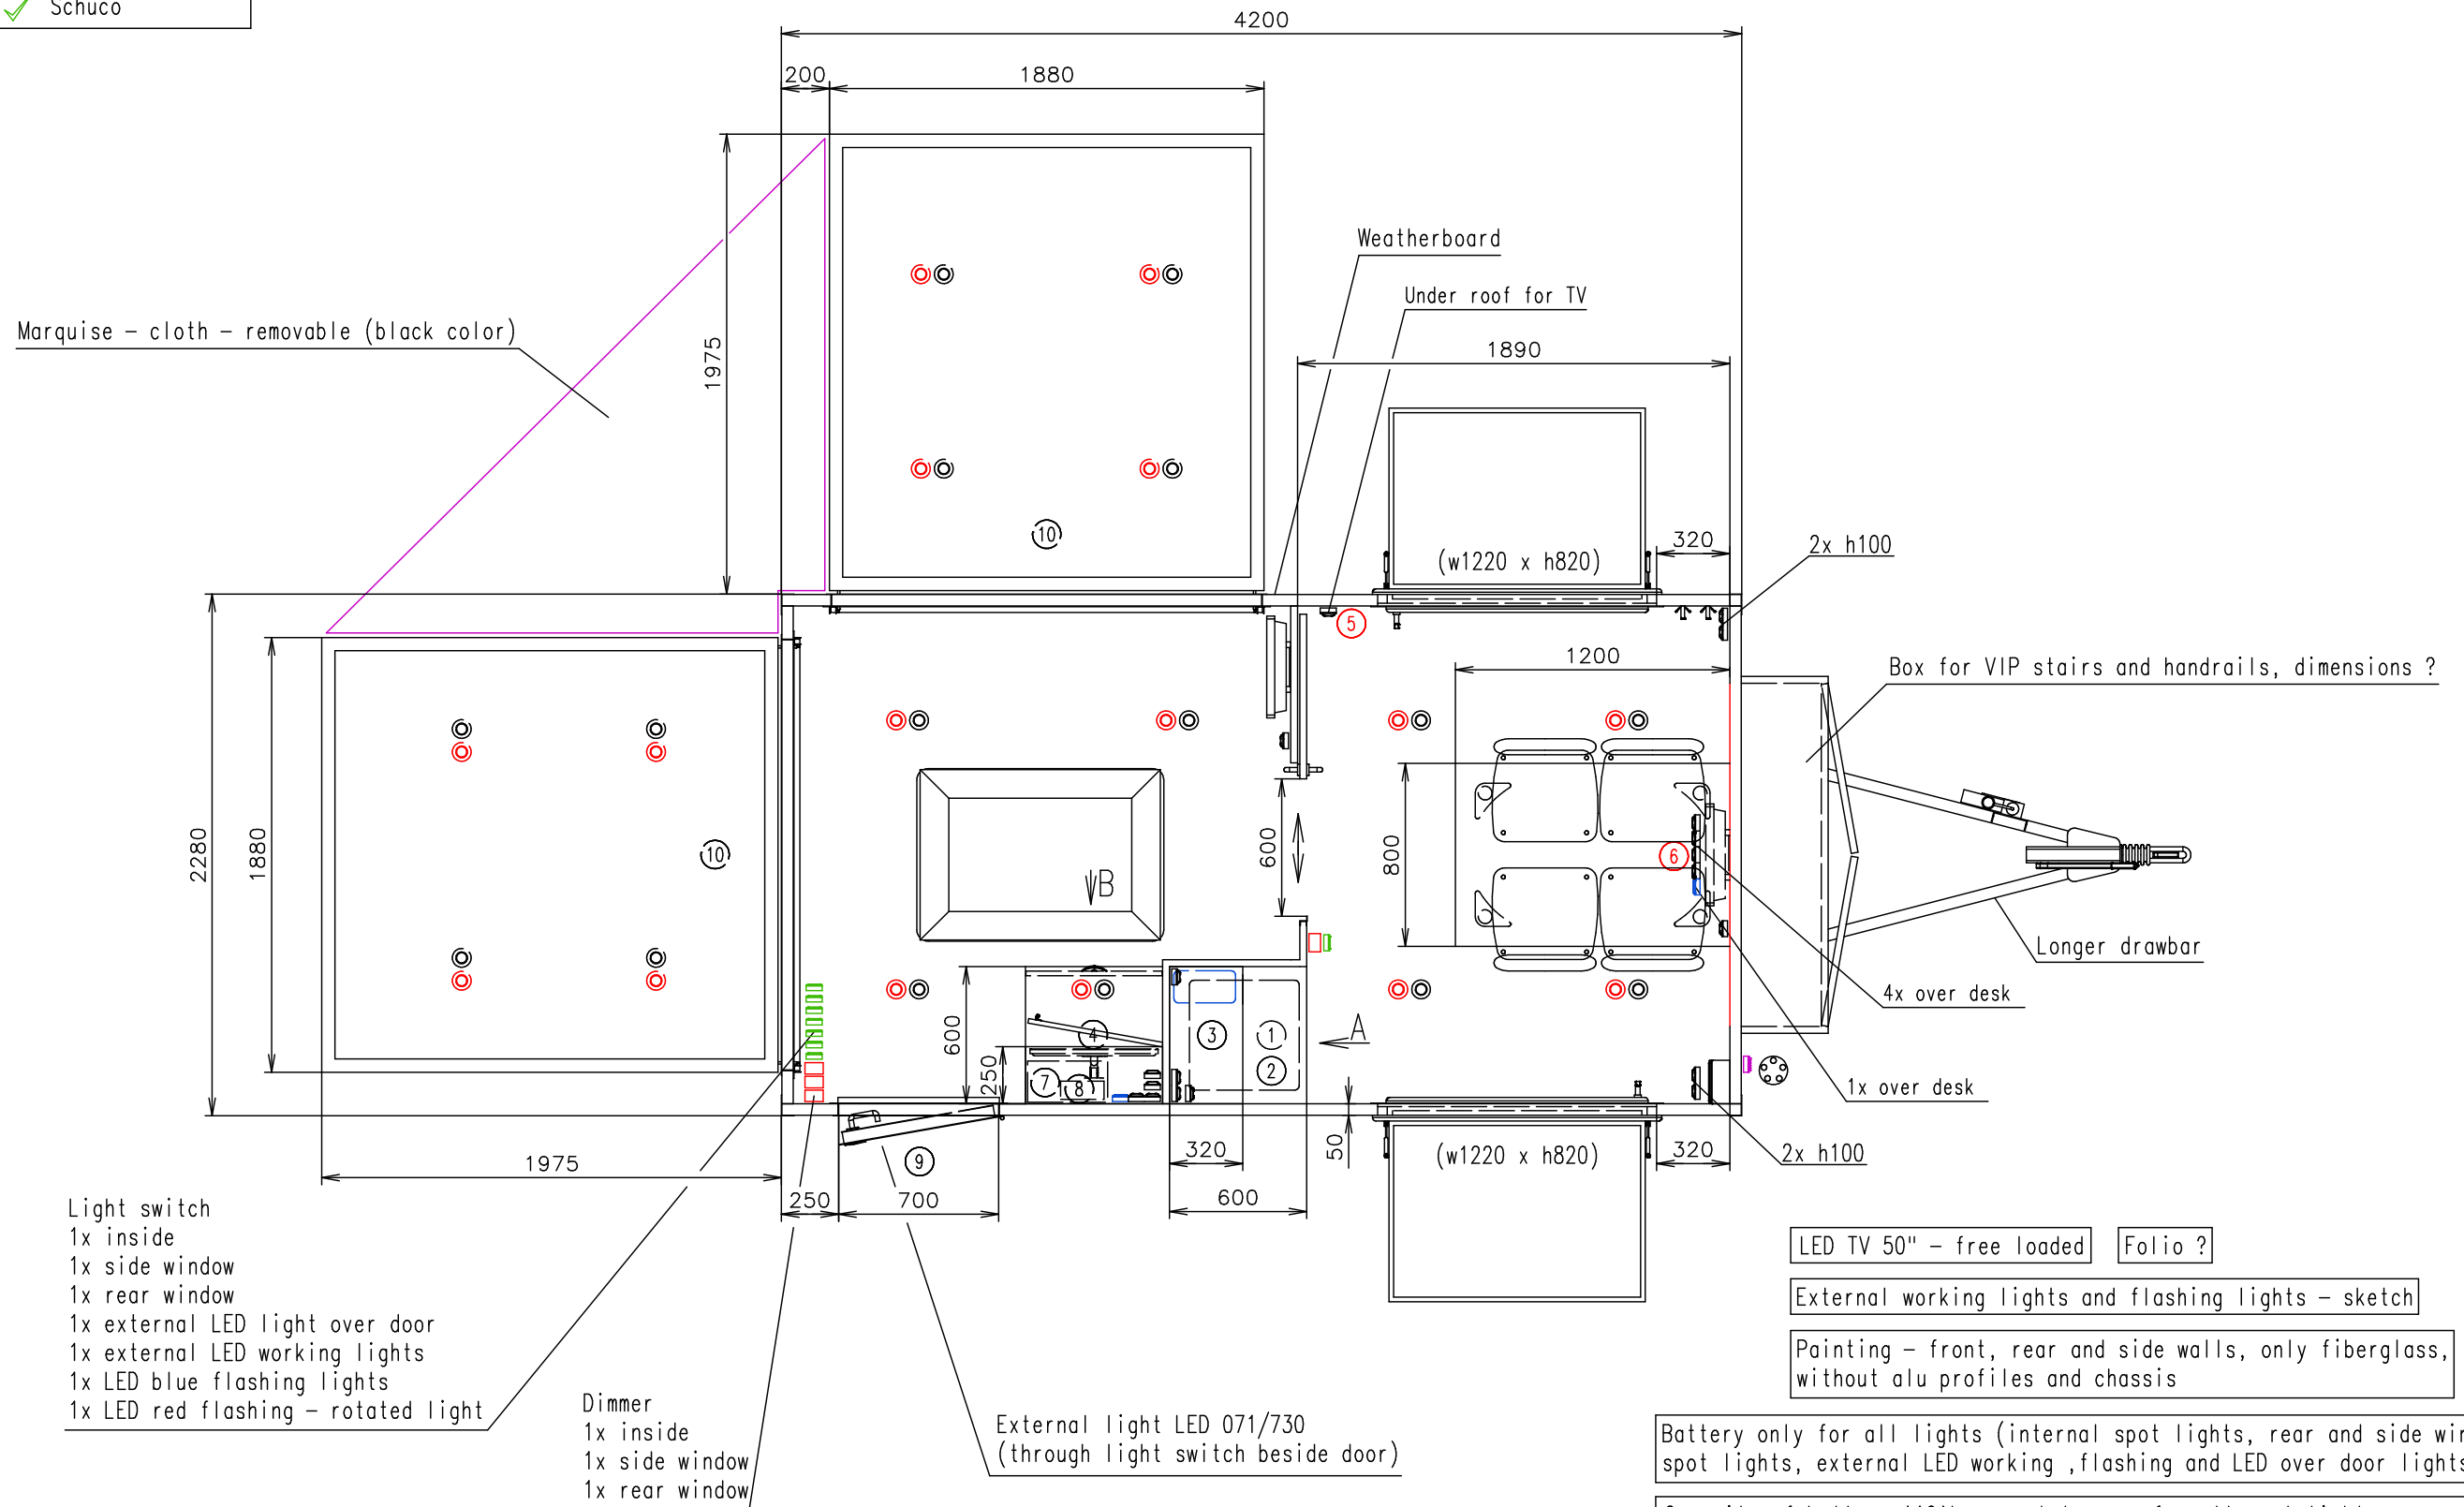 Schuco
4200
200
1880
Weatherboard
Under roof for TV
Marquise – cloth – removable (black color)
1975
1890
10
(w1220 x h820)
320
2x h100
5
1200
Box for VIP stairs and handrails, dimensions ?
2280
1880
10
B
600
800
6
Longer drawbar
4x over desk
600
250
4
7
8
3
1
2
A
1x over desk
50
320
(w1220 x h820)
320
2x h100
1975
9
250
700
600
Light switch
1x inside
1x side window
1x rear window
1x external LED light over door
1x external LED working lights
1x LED blue flashing lights
1x LED red flashing – rotated light
Dimmer
1x inside
1x side window
1x rear window
External light LED 071/730
(through light switch beside door)
LED TV 50" – free loaded
Folio ?
External working lights and flashing lights – sketch
Painting – front, rear and side walls, only fiberglass,
without alu profiles and chassis
Battery only for all lights (internal spot lights, rear and side
spot lights, external LED working ,flashing and LED over door lights